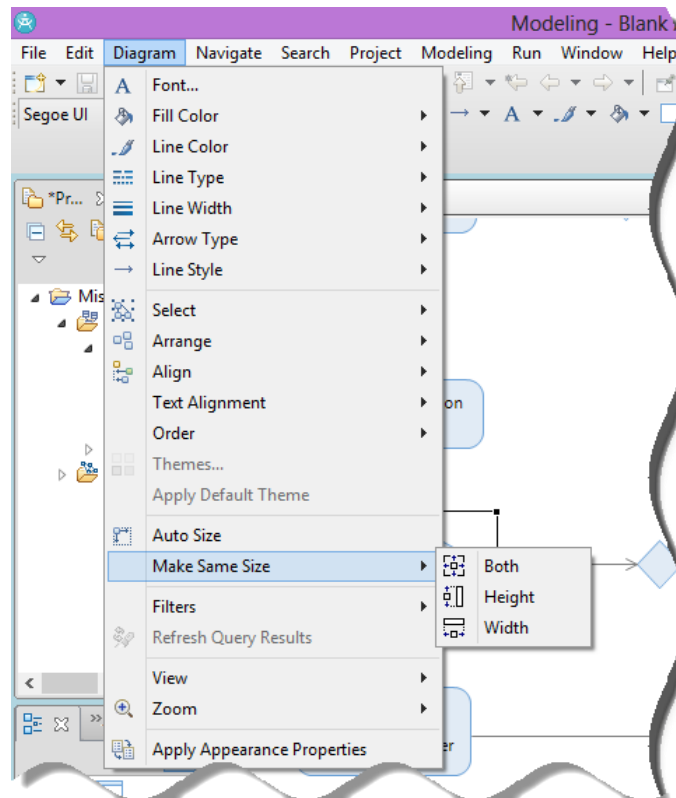 Modeling - Blank
File Edit Diagram Navigate Search Project Modeling Run Window Help
Segoe UI
A Font...
Fill Color
Line Color
Line Type
Line Width
Arrow Type
Line Style
*Pr...
Mis
Select
Arrange
Align
Text Alignment
on
Order
Themes...
Apply Default Theme
Auto Size
Make Same Size
Both
Height
Width
Filters
Refresh Query Results
View
Zoom
Apply Appearance Properties
er